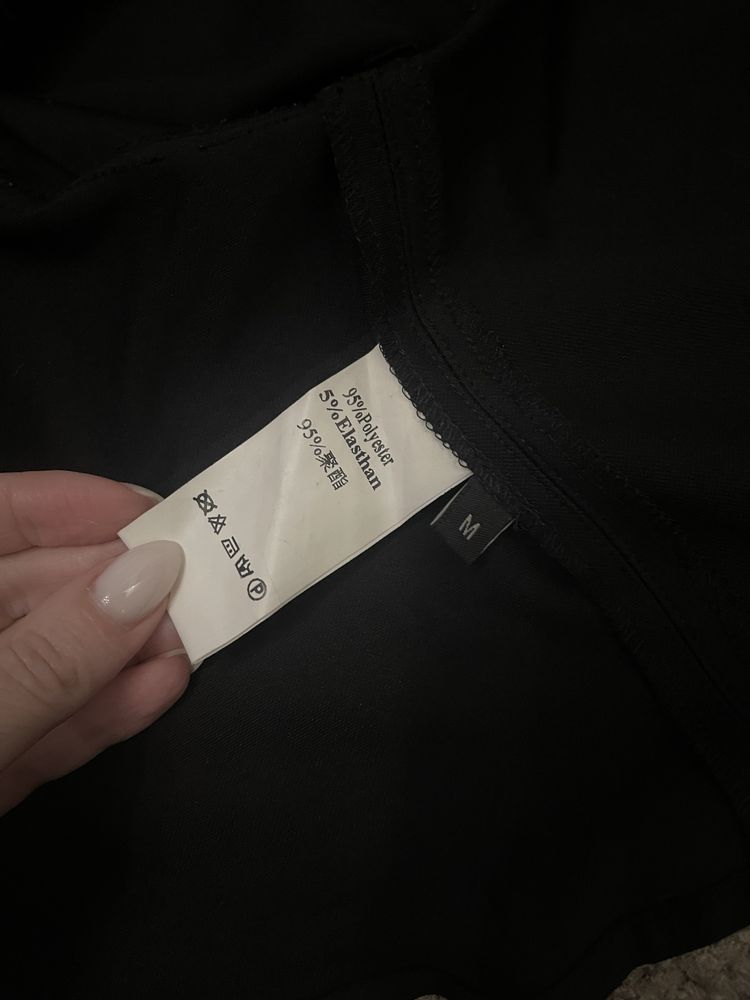 95%Polyester
5%Elasthan
95%聚酯
P
M